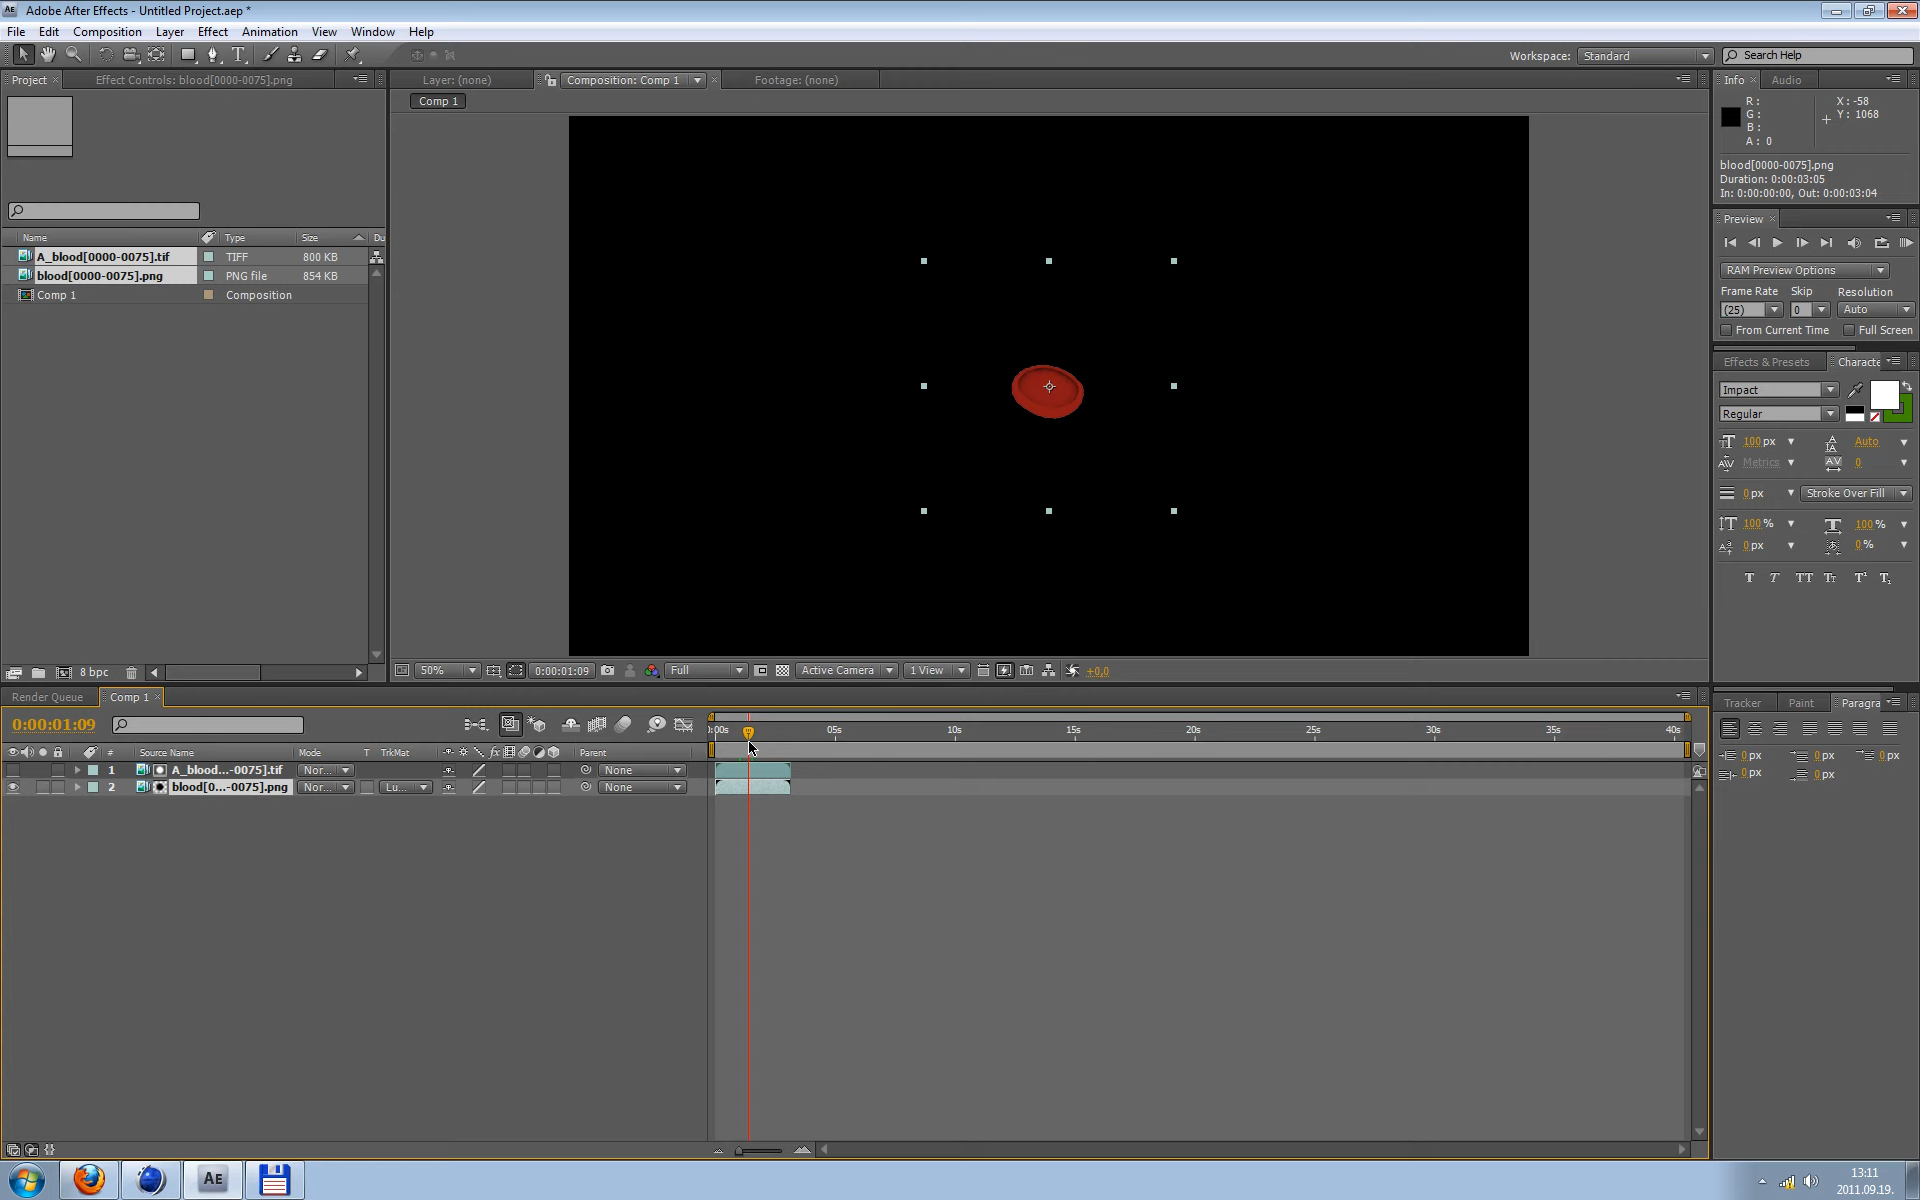 Adobe After Effects - Untitled Project.aep *
File Edit Composition Layer Effect Animation View Window Help
Workspace: Standard Search Help
Project Effect Controls: blood[0000-0075].png
Layer: (none) Composition: Comp 1 Footage: (none)
Info Audio
Comp 1
R :
G :
B :
A : 0
X : -58
Y : 1068
blood[0000-0075].png
Duration: 0:00:03:05
In: 0:00:00:00, Out: 0:00:03:04
Preview
Name Type Size Du
A_blood[0000-0075].tif TIFF 800 KB
blood[0000-0075].png PNG file 854 KB
Comp 1 Composition
RAM Preview Options
Frame Rate Skip Resolution
(25) 0 Auto
From Current Time Full Screen
Effects & Presets Characte
Impact
Regular
100 px Auto
Metrics 0
0 px Stroke Over Fill
100 % 100 %
0 px 0 %
T T TT Tt T¹ T₁
8 bpc
50% 0:00:01:09 Full Active Camera 1 View +0,0
Render Queue Comp 1
0:00:01:09
):00s 05s 10s 15s 20s 25s 30s 35s 40s
# Source Name Mode T TrkMat fx Parent
1 A_blood...-0075].tif Nor... None
2 blood[0...-0075].png Nor... Lu... None
Tracker Paint Paragra
0 px 0 px 0 px
0 px 0 px
AE
13:11
2011.09.19.